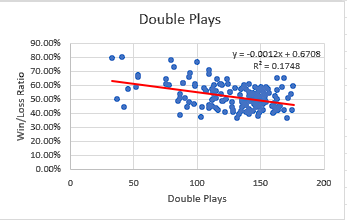 Double Plays
y = -0.0012x + 0.6708
R² = 0.1748
90.00%
80.00%
70.00%
60.00%
50.00%
40.00%
30.00%
20.00%
10.00%
0.00%
Win/Loss Ratio
0 50 100 150 200
Double Plays